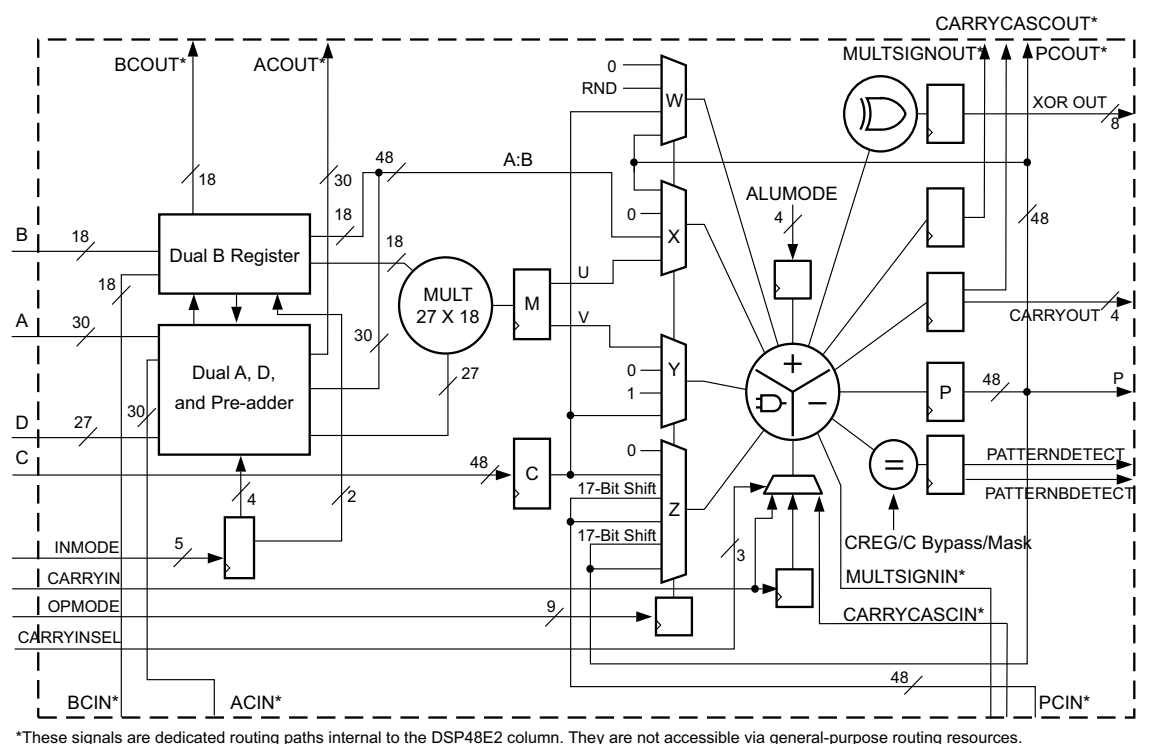 CARRYCASCOUT*
BCOUT*
ACOUT*
MULTSIGNOUT*
PCOUT*
0
RND
W
XOR OUT
8
48
A:B
18
30
18
X
0
ALUMODE
4
48
B
18
Dual B Register
18
18
MULT
27 X 18
U
M
V
A
30
30
CARRYOUT
4
Dual A, D,
and Pre-adder
30
27
Y
0
1
+
−
P
48
P
D
27
C
48
C
0
17-Bit Shift
Z
17-Bit Shift
=
PATTERNDETECT
PATTERNBDETECT
4
2
INMODE
5
3
CREG/C Bypass/Mask
CARRYIN
MULTSIGNIN*
OPMODE
9
CARRYCASCIN*
CARRYINSEL
48
BCIN*
ACIN*
PCIN*
*These signals are dedicated routing paths internal to the DSP48E2 column. They are not accessible via general-purpose routing resources.